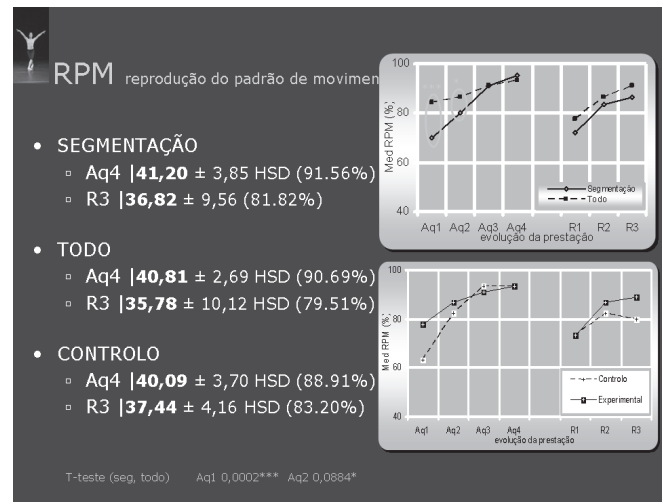 RPM reprodução do padrão de movimen
• SEGMENTAÇÃO
▫ Aq4 |41,20 ± 3,85 HSD (91.56%)
▫ R3 |36,82 ± 9,56 (81.82%)
• TODO
▫ Aq4 |40,81 ± 2,69 HSD (90.69%)
▫ R3 |35,78 ± 10,12 HSD (79.51%)
• CONTROLO
▫ Aq4 |40,09 ± 3,70 HSD (88.91%)
▫ R3 |37,44 ± 4,16 HSD (83.20%)
T-teste (seg, todo) Aq1 0,0002*** Aq2 0,0884*
Med RPM (%)
100
80
60
40
Segmentação
Todo
Aq1 Aq2 Aq3 Aq4 R1 R2 R3
evolução da prestação
Med RPM (%)
100
80
60
40
Controlo
Experimental
Aq1 Aq2 Aq3 Aq4 R1 R2 R3
evolução da prestação